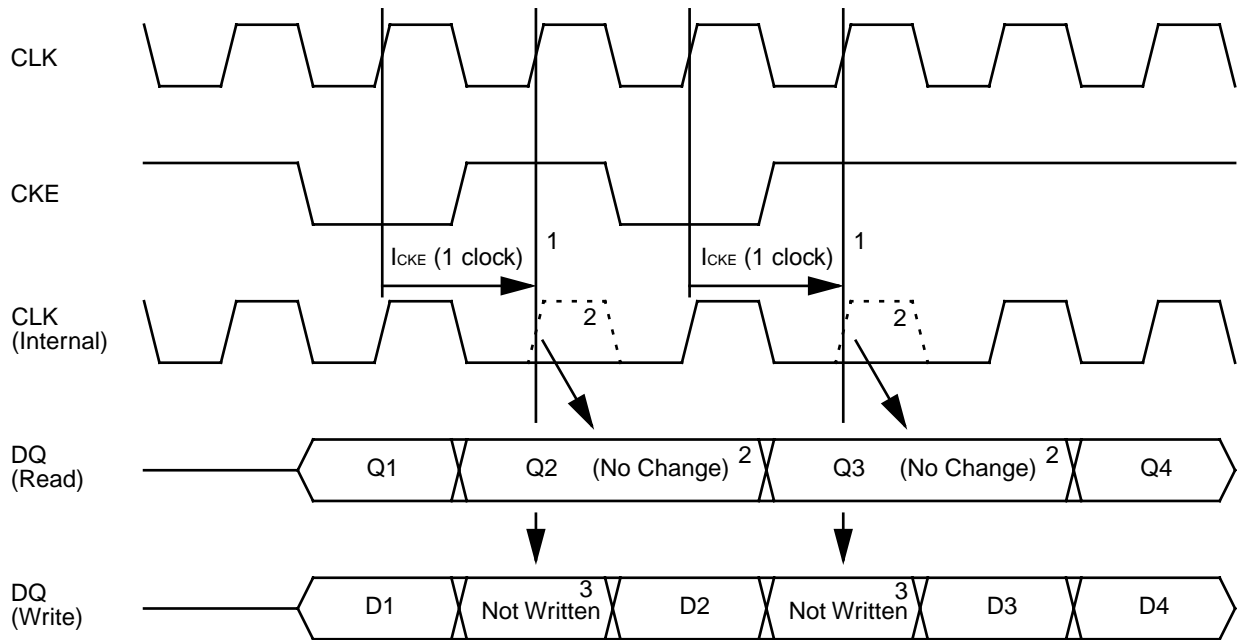 CLK
CKE
1
1
ICKE (1 clock)
ICKE (1 clock)
CLK
(Internal)
2
2
DQ
(Read)
Q1
Q2
(No Change) 2
Q3
(No Change) 2
Q4
DQ
(Write)
D1
Not Written 3
D2
Not Written 3
D3
D4